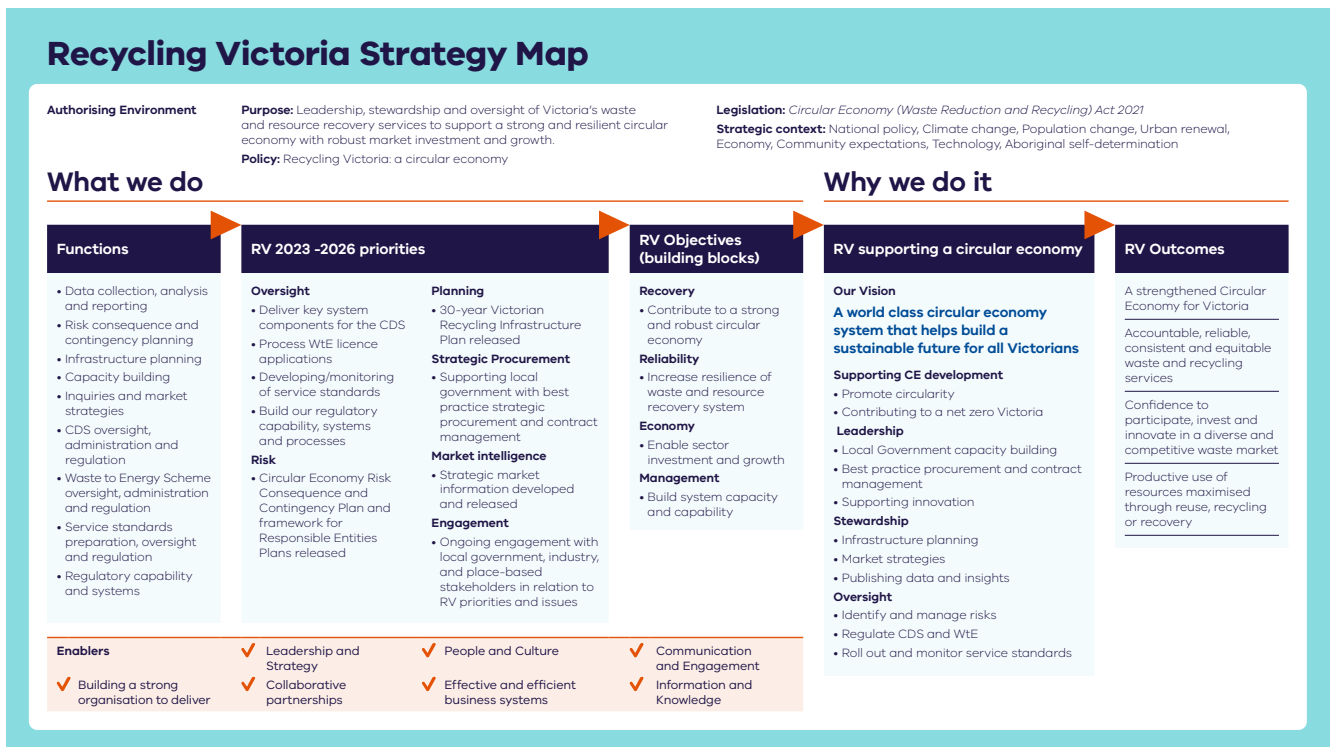 Recycling Victoria Strategy Map
Authorising Environment
Purpose: Leadership, stewardship and oversight of Victoria's waste
and resource recovery services to support a strong and resilient circular
economy with robust market investment and growth.
Policy: Recycling Victoria: a circular economy
Legislation: Circular Economy (Waste Reduction and Recycling) Act 2021
Strategic context: National policy, Climate change, Population change, Urban renewal,
Economy, Community expectations, Technology, Aboriginal self-determination
What we do
Why we do it
Functions
• Data collection, analysis
and reporting
• Risk consequence and
contingency planning
• Infrastructure planning
• Capacity building
• Inquiries and market
strategies
• CDS oversight,
administration and
regulation
• Waste to Energy Scheme
oversight, administration
and regulation
• Service standards
preparation, oversight
and regulation
• Regulatory capability
and systems
RV 2023 -2026 priorities
Oversight
• Deliver key system
components for the CDS
• Process WtE licence
applications
• Developing/monitoring
of service standards
• Build our regulatory
capability, systems
and processes
Risk
• Circular Economy Risk
Consequence and
Contingency Plan and
framework for
Responsible Entities
Plans released
Planning
• 30-year Victorian
Recycling Infrastructure
Plan released
Strategic Procurement
• Supporting local
government with best
practice strategic
procurement and contract
management
Market intelligence
• Strategic market
information developed
and released
Engagement
• Ongoing engagement with
local government, industry,
and place-based
stakeholders in relation to
RV priorities and issues
RV Objectives
(building blocks)
Recovery
• Contribute to a strong
and robust circular
economy
Reliability
• Increase resilience of
waste and resource
recovery system
Economy
• Enable sector
investment and growth
Management
• Build system capacity
and capability
RV supporting a circular economy
Our Vision
A world class circular economy
system that helps build a
sustainable future for all Victorians
Supporting CE development
• Promote circularity
• Contributing to a net zero Victoria
Leadership
• Local Government capacity building
• Best practice procurement and contract
management
• Supporting innovation
Stewardship
• Infrastructure planning
• Market strategies
• Publishing data and insights
Oversight
• Identify and manage risks
• Regulate CDS and WtE
• Roll out and monitor service standards
RV Outcomes
A strengthened Circular
Economy for Victoria
Accountable, reliable,
consistent and equitable
waste and recycling
services
Confidence to
participate, invest and
innovate in a diverse and
competitive waste market
Productive use of
resources maximised
through reuse, recycling
or recovery
Enablers
Building a strong
organisation to deliver
Leadership and
Strategy
Collaborative
partnerships
People and Culture
Effective and efficient
business systems
Communication
and Engagement
Information and
Knowledge